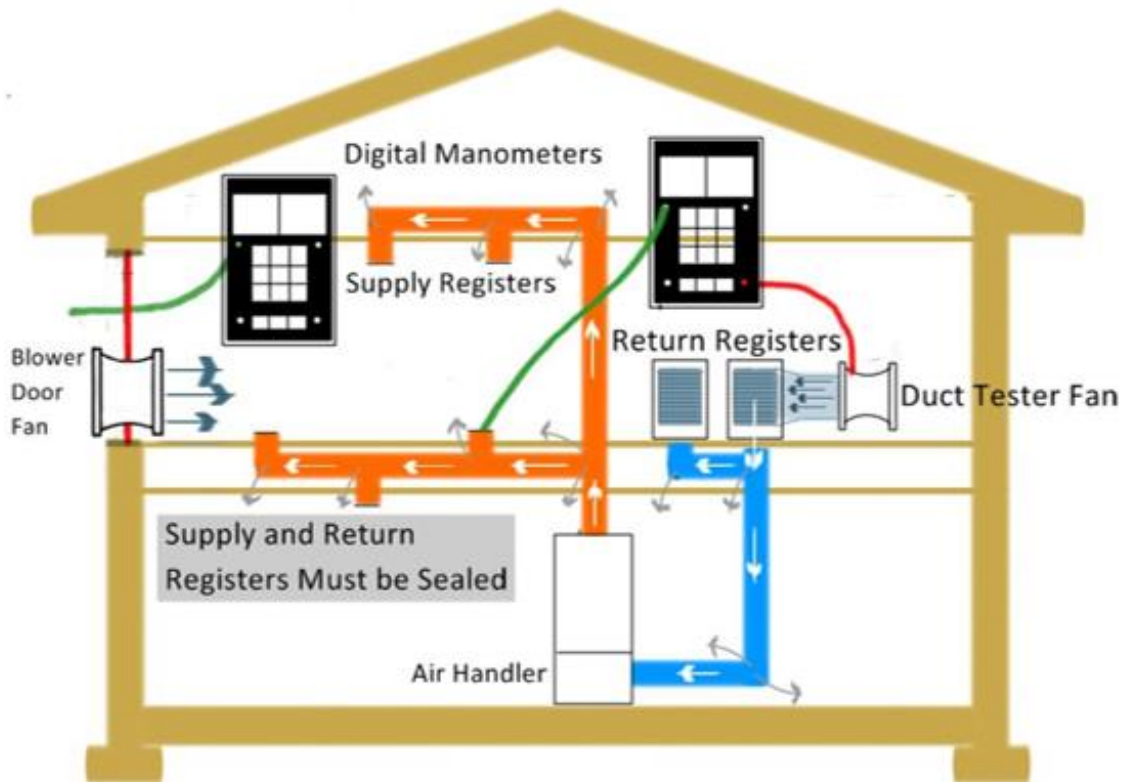 Digital Manometers
Supply Registers
Return Registers
Blower
Door
Fan
Duct Tester Fan
Supply and Return
Registers Must be Sealed
Air Handler